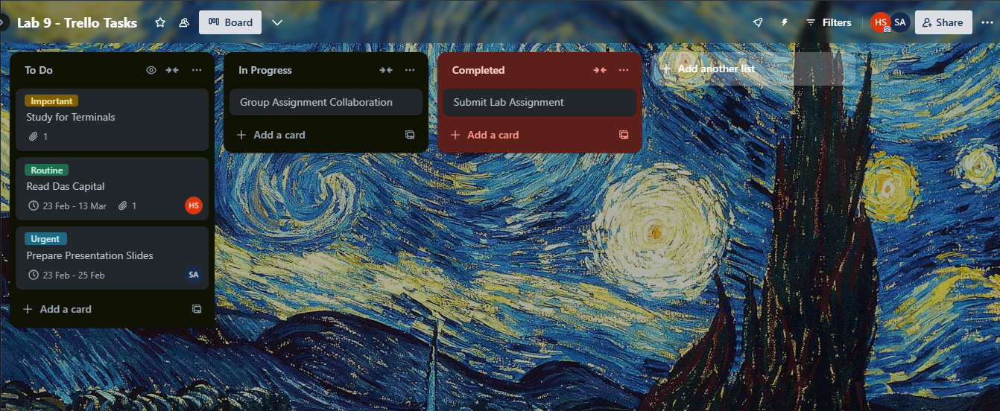 Lab 9 - Trello Tasks
Board
Filters
HS
SA
Share
To Do
Important
Study for Terminals
1
Routine
Read Das Capital
23 Feb - 13 Mar
1
HS
Urgent
Prepare Presentation Slides
23 Feb - 25 Feb
SA
Add a card
In Progress
Group Assignment Collaboration
Add a card
Completed
Submit Lab Assignment
Add a card
Add another list